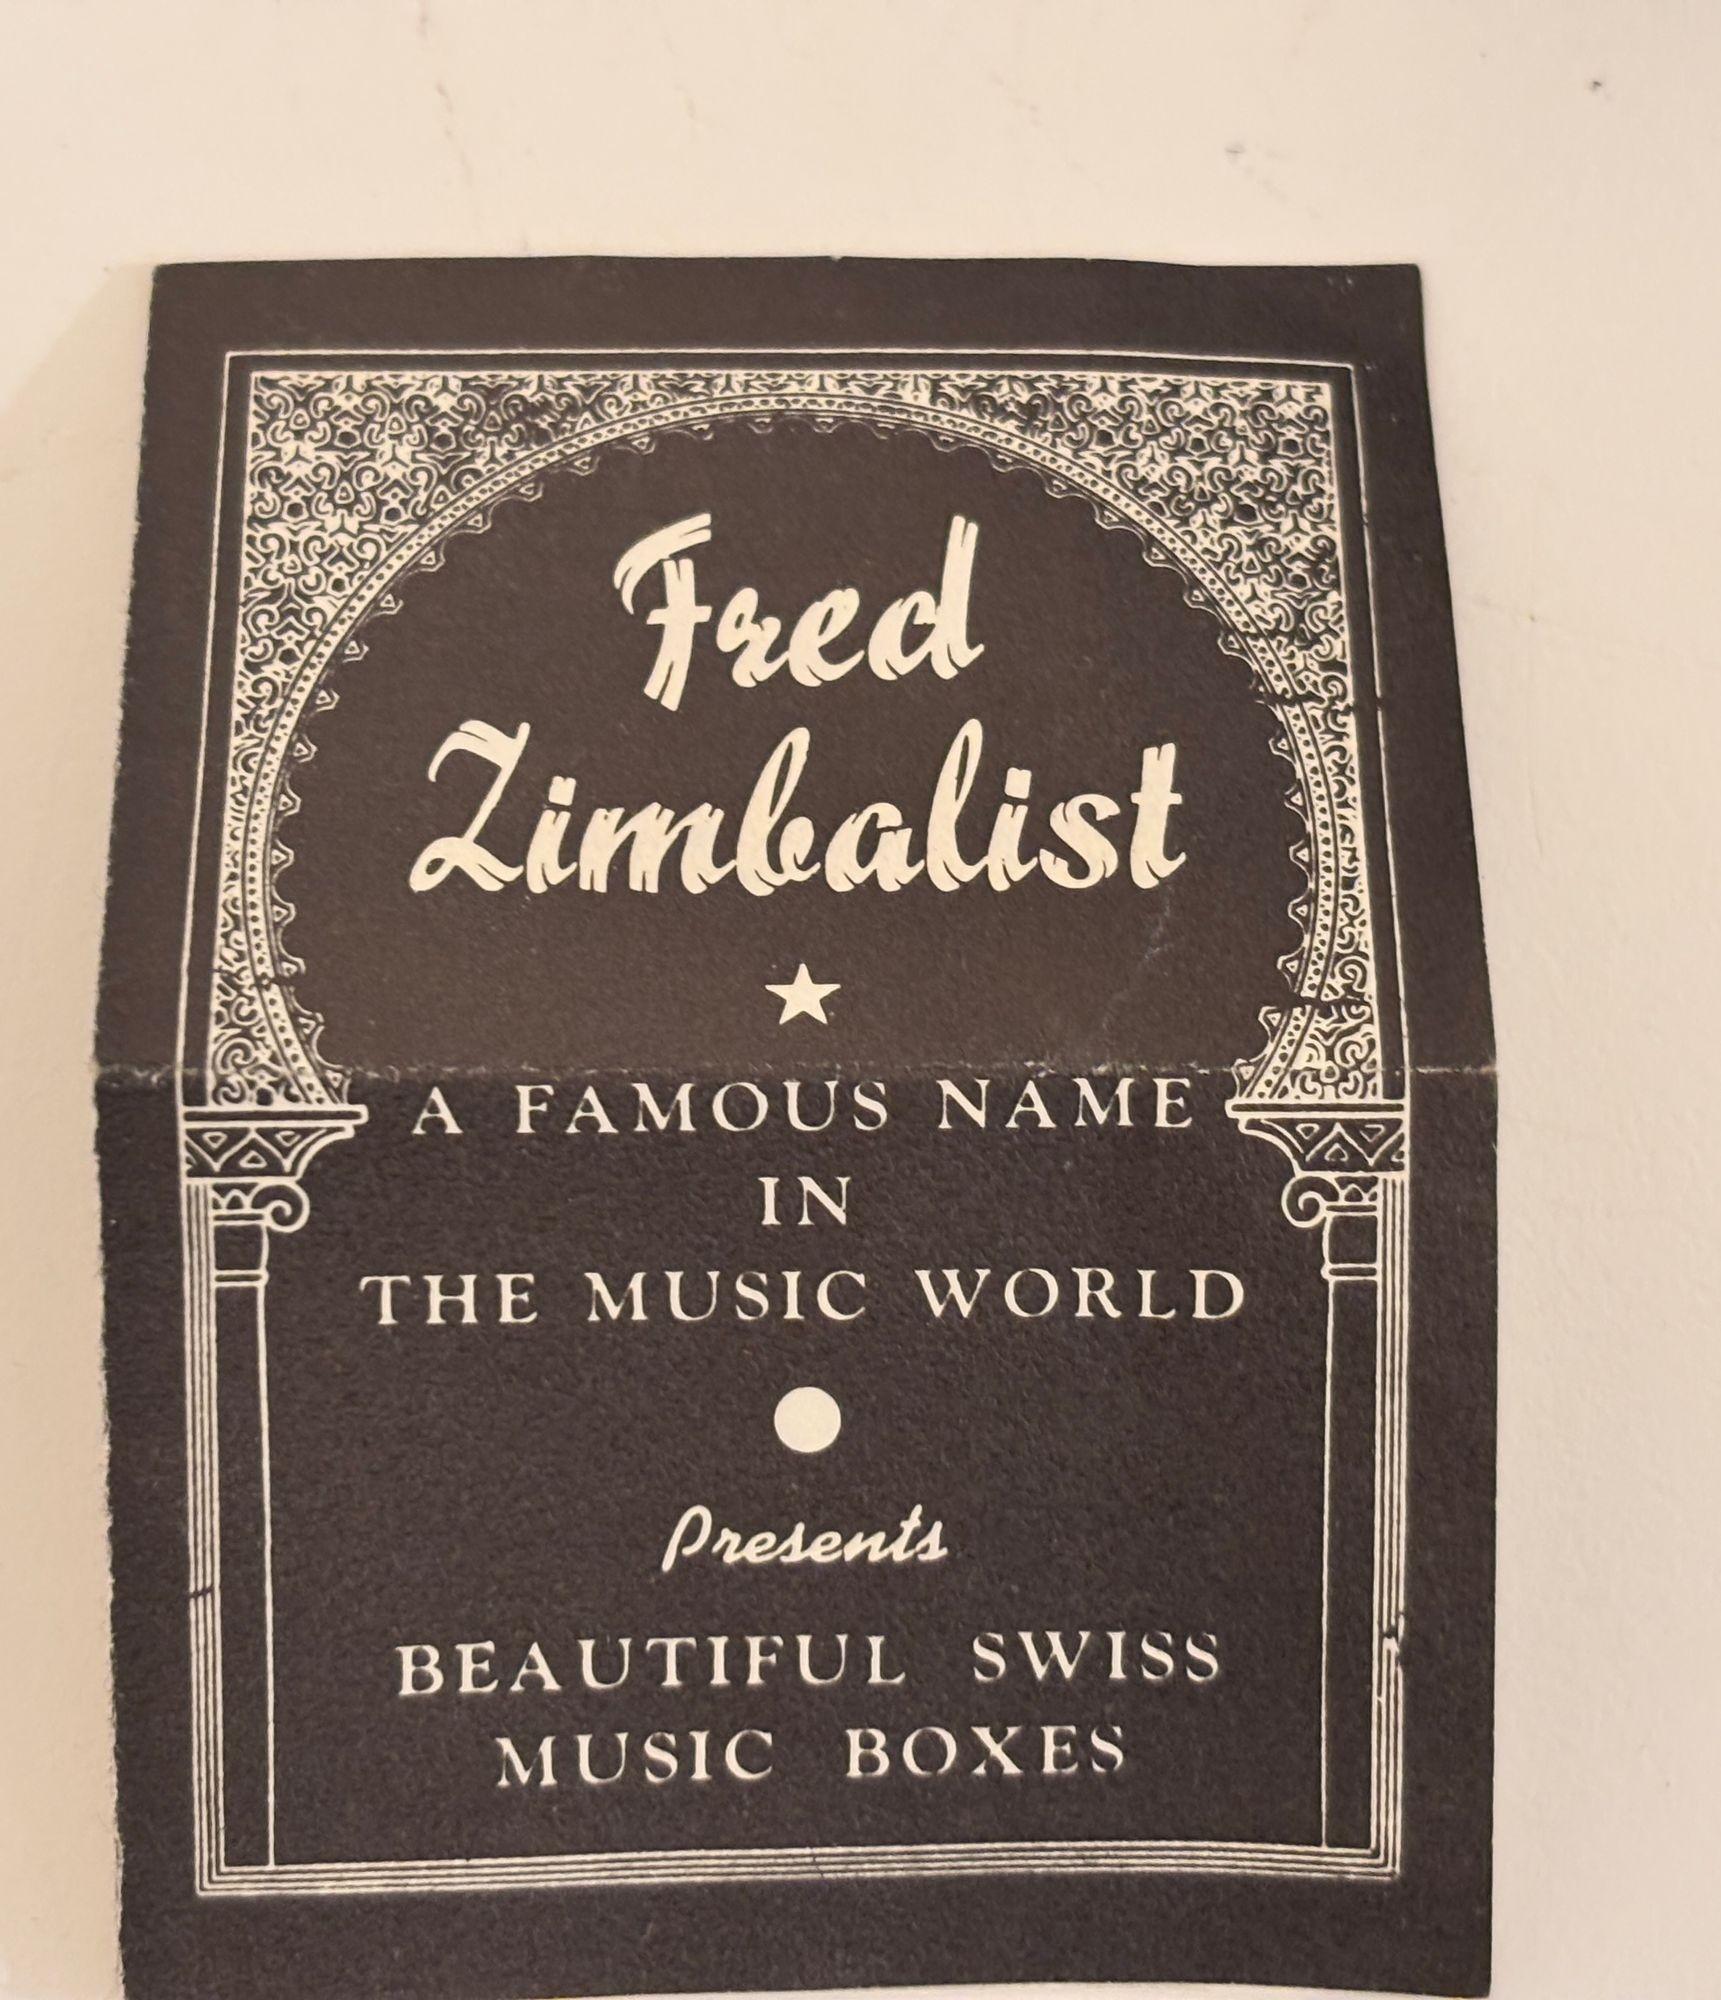 Fred
Zimbalist
A FAMOUS NAME
IN
THE MUSIC WORLD
Presents
BEAUTIFUL SWISS
MUSIC BOXES